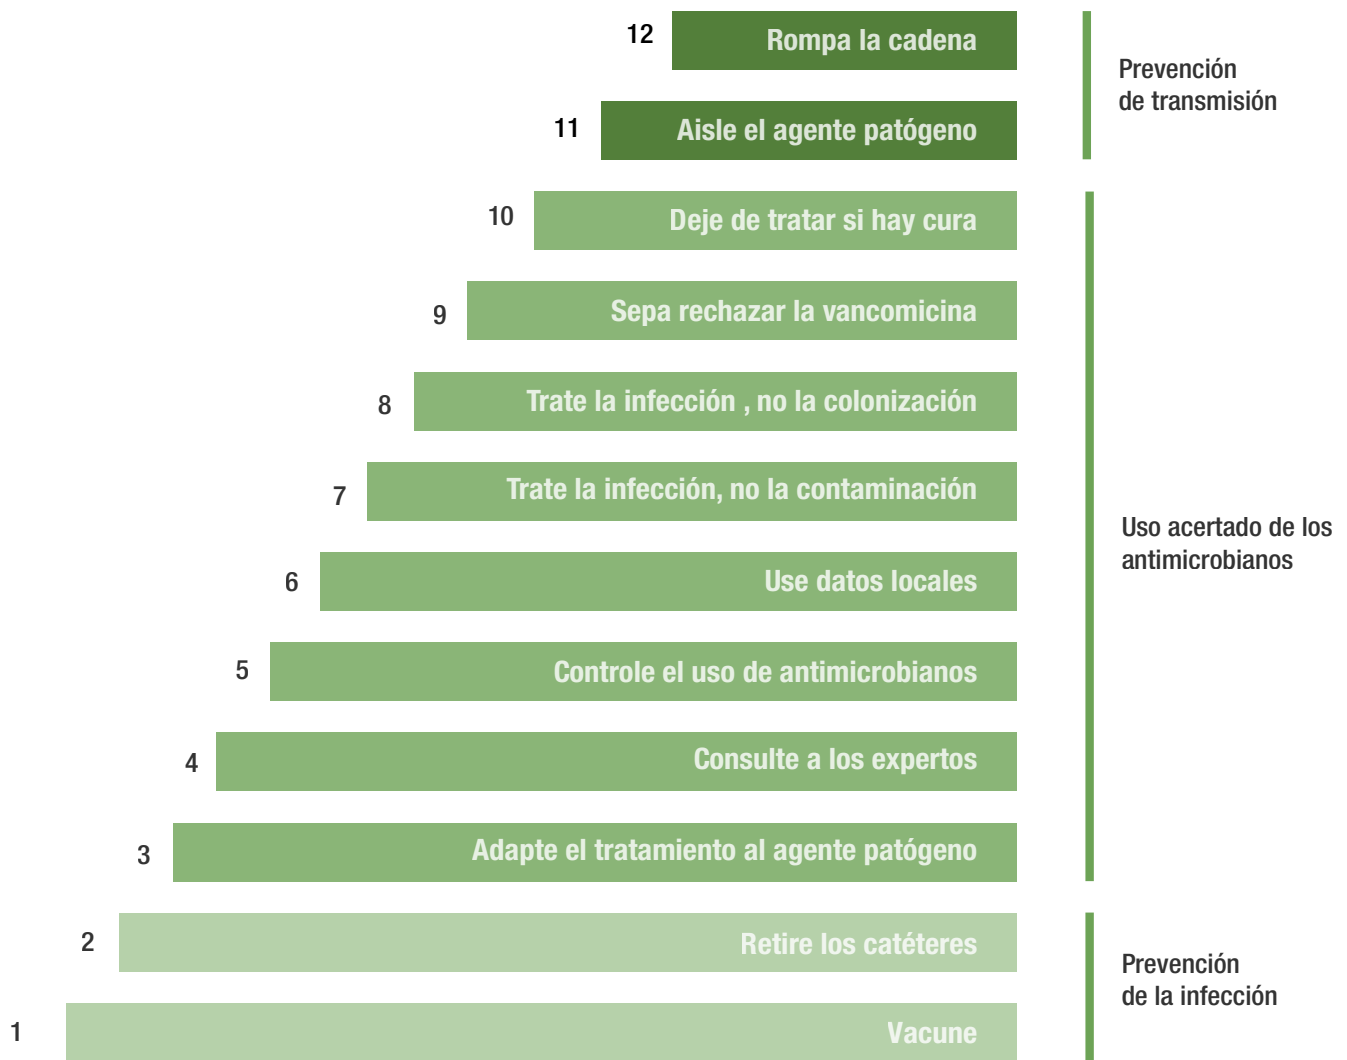 12 Rompa la cadena
Prevención
de transmisión
11 Aisle el agente patógeno
10 Deje de tratar si hay cura
9 Sepa rechazar la vancomicina
8 Trate la infección , no la colonización
7 Trate la infección, no la contaminación
Uso acertado de los
antimicrobianos
6 Use datos locales
5 Controle el uso de antimicrobianos
4 Consulte a los expertos
3 Adapte el tratamiento al agente patógeno
2 Retire los catéteres
Prevención
de la infección
1 Vacune